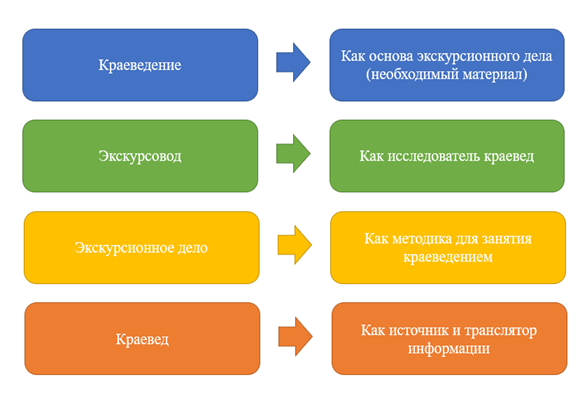 Краеведение
Как основа экскурсионного дела
(необходимый материал)
Экскурсовод
Как исследователь краевед
Экскурсионное дело
Как методика для занятия
краеведением
Краевед
Как источник и транслятор
информации